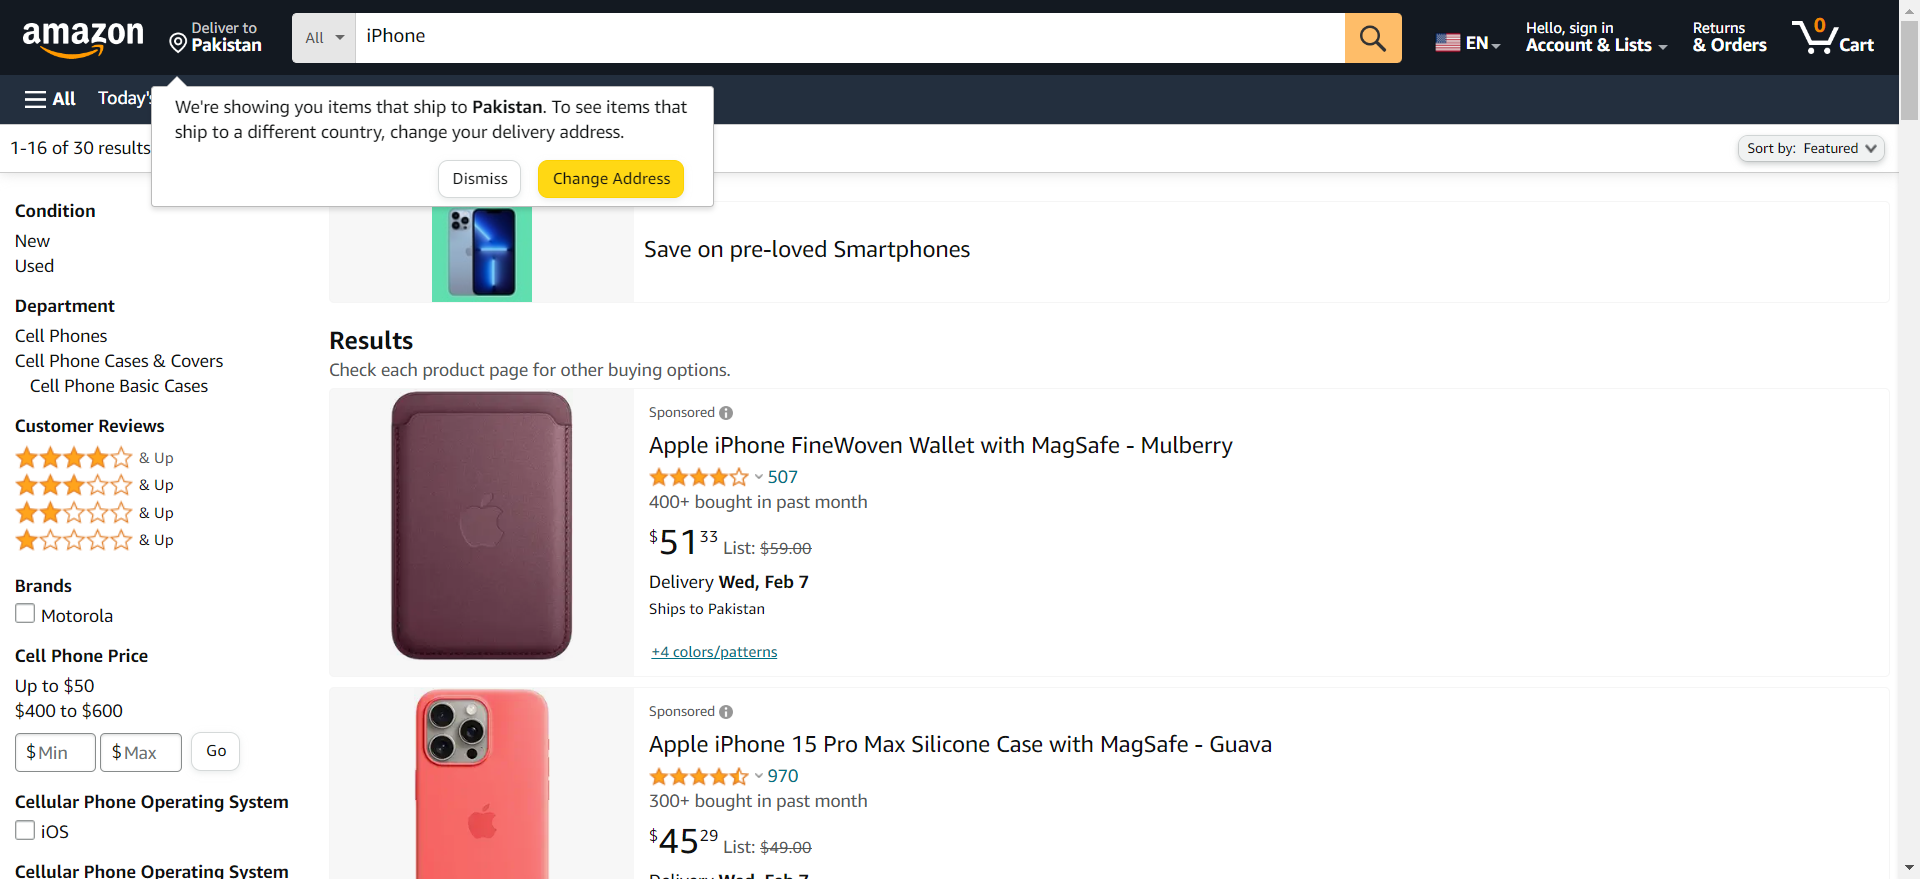 amazon
Deliver to
Pakistan
All
iPhone
EN
Hello, sign in
Account & Lists
Returns
& Orders
0
Cart
All
Today's
We're showing you items that ship to Pakistan. To see items that
ship to a different country, change your delivery address.
Dismiss
Change Address
1-16 of 30 results
Sort by: Featured
Condition
New
Used
Department
Cell Phones
Cell Phone Cases & Covers
Cell Phone Basic Cases
Customer Reviews
& Up
& Up
& Up
& Up
Brands
Motorola
Cell Phone Price
Up to $50
$400 to $600
$ Min
$ Max
Go
Cellular Phone Operating System
iOS
Cellular Phone Operating System
Save on pre-loved Smartphones
Results
Check each product page for other buying options.
Sponsored
Apple iPhone FineWoven Wallet with MagSafe - Mulberry
507
400+ bought in past month
$51 33 List: $59.00
Delivery Wed, Feb 7
Ships to Pakistan
+4 colors/patterns
Sponsored
Apple iPhone 15 Pro Max Silicone Case with MagSafe - Guava
970
300+ bought in past month
$45 29 List: $49.00
Delivery Wed, Feb 7